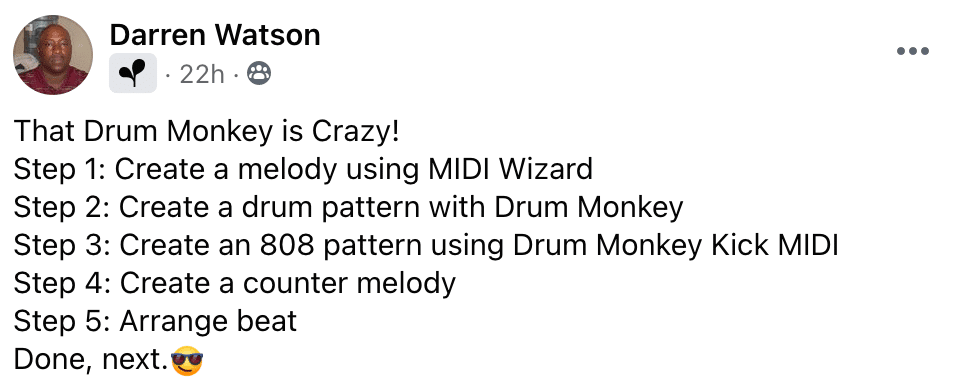 Darren Watson
· 22h ·
That Drum Monkey is Crazy!
Step 1: Create a melody using MIDI Wizard
Step 2: Create a drum pattern with Drum Monkey
Step 3: Create an 808 pattern using Drum Monkey Kick MIDI
Step 4: Create a counter melody
Step 5: Arrange beat
Done, next.😎